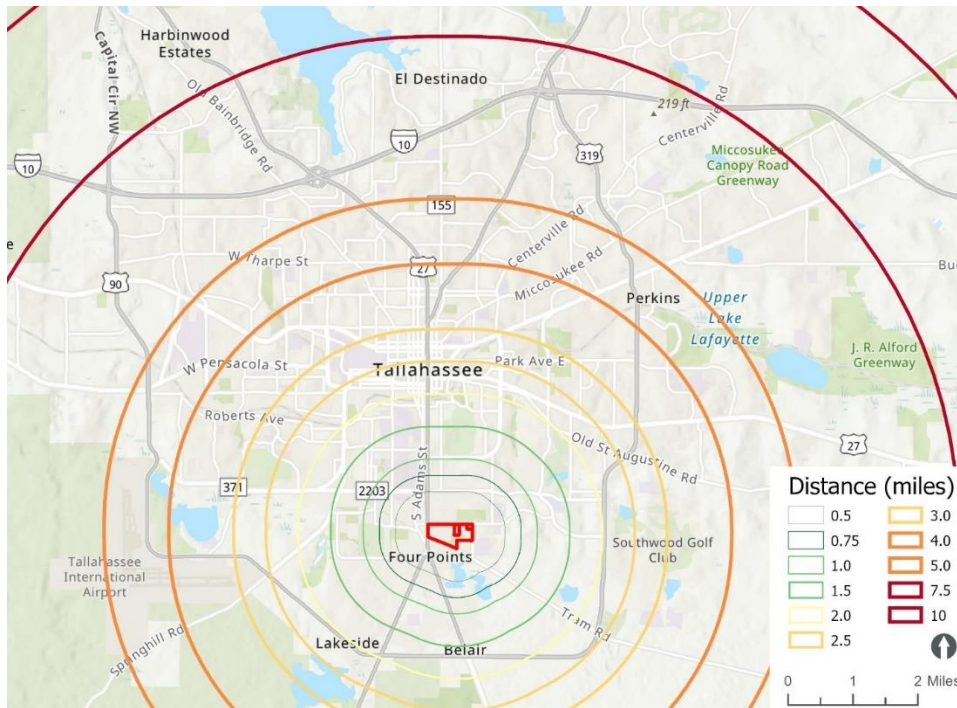 Harbinwood
Estates
Capital Cir NW
El Destinado
Old Bainbridge Rd
219 ft
Centerville Rd
10
10
319
Miccosukee
Canopy Road
Greenway
155
W Tharpe St
27
Centerville Rd
Miccosukee Rd
e
90
Perkins
Upper
Lake
Lafayette
Bu
J. R. Alford
Greenway
W Pensacola St
Tallahassee
Park Ave E
Roberts Ave
Old St Augustine Rd
27
371
2203
S Adams St
Four Points
Southwood Golf
Club
Tallahassee
International
Airport
Springhill Rd
Lakeside
Belair
Tram Rd
Distance (miles)
0.5
0.75
1.0
1.5
2.0
2.5
3.0
4.0
5.0
7.5
10
0 1 2 Miles